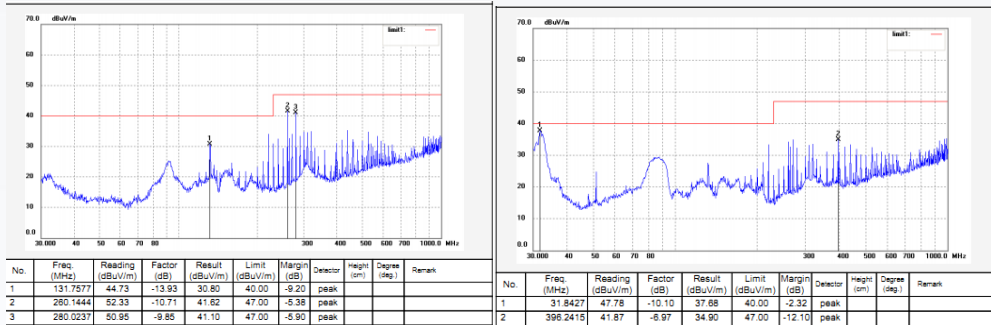 70.0 dBuV/m
limit1:
60
50
40
30
20
10
0.0
1
2
3
30.000 40 50 60 70 80 300 400 500 600 700 1000.0 MHz
No. Freq. (MHz) Reading (dBuV/m) Factor (dB) Result (dBuV/m) Limit (dBuV/m) Margin (dB) Detector Height (cm) Degree (deg.) Remark
1 131.7577 44.73 -13.93 30.80 40.00 -9.20 peak
2 260.1444 52.33 -10.71 41.62 47.00 -5.38 peak
3 280.0237 50.95 -9.85 41.10 47.00 -5.90 peak
70.0 dBuV/m
limit1:
60
50
40
30
20
10
0.0
1
2
30.000 40 50 60 70 80 300 400 500 600 700 1000.0 MHz
No. Freq. (MHz) Reading (dBuV/m) Factor (dB) Result (dBuV/m) Limit (dBuV/m) Margin (dB) Detector Height (cm) Degree (deg.) Remark
1 31.8427 47.78 -10.10 37.68 40.00 -2.32 peak
2 396.2415 41.87 -6.97 34.90 47.00 -12.10 peak